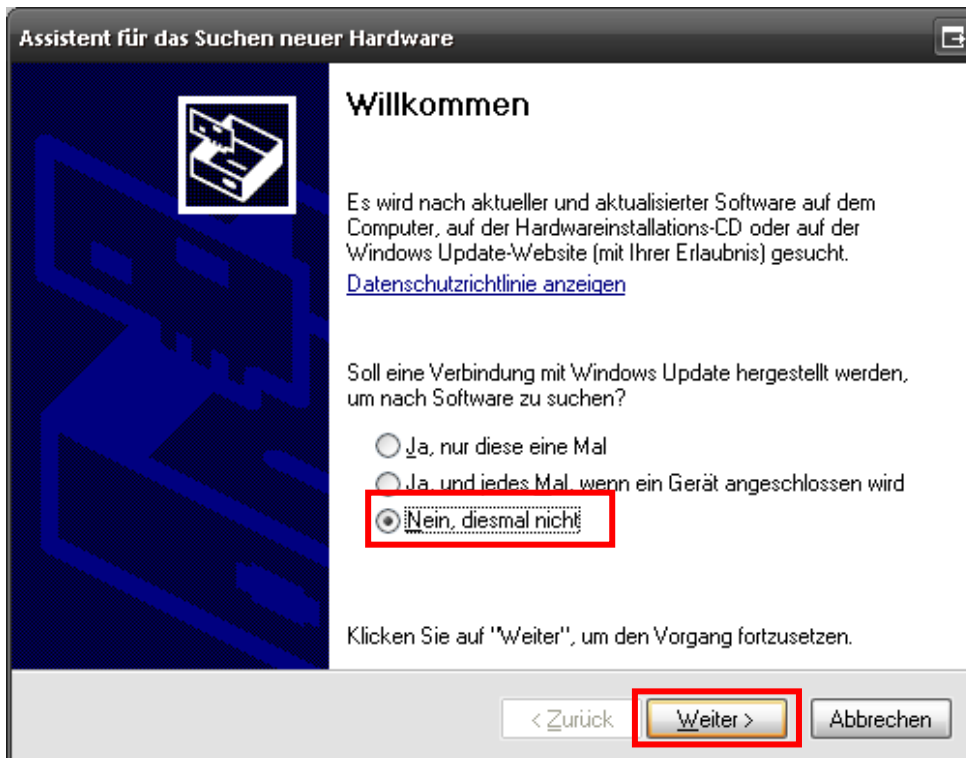 Assistent für das Suchen neuer Hardware
Willkommen
Es wird nach aktueller und aktualisierter Software auf dem
Computer, auf der Hardwareinstallations-CD oder auf der
Windows Update-Website (mit Ihrer Erlaubnis) gesucht.
Datenschutzrichtlinie anzeigen
Soll eine Verbindung mit Windows Update hergestellt werden,
um nach Software zu suchen?
Ja, nur diese eine Mal
Ja, und jedes Mal, wenn ein Gerät angeschlossen wird
Nein, diesmal nicht
Klicken Sie auf "Weiter", um den Vorgang fortzusetzen.
< Zurück Weiter > Abbrechen